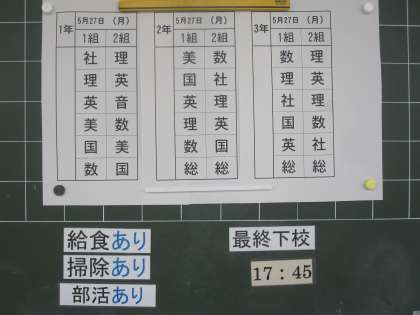 1年 5月27日 (月) 2年 5月27日 (月) 3年 5月27日 (月)
1組 2組 1組 2組 1組 2組
社 理 美 数 数 理
理 英 国 社 理 英
英 音 英 理 社 理
美 数 理 英 国 数
国 美 数 国 英 社
数 国 総 総 総 総
給食あり 最終下校
掃除あり 17:45
部活あり